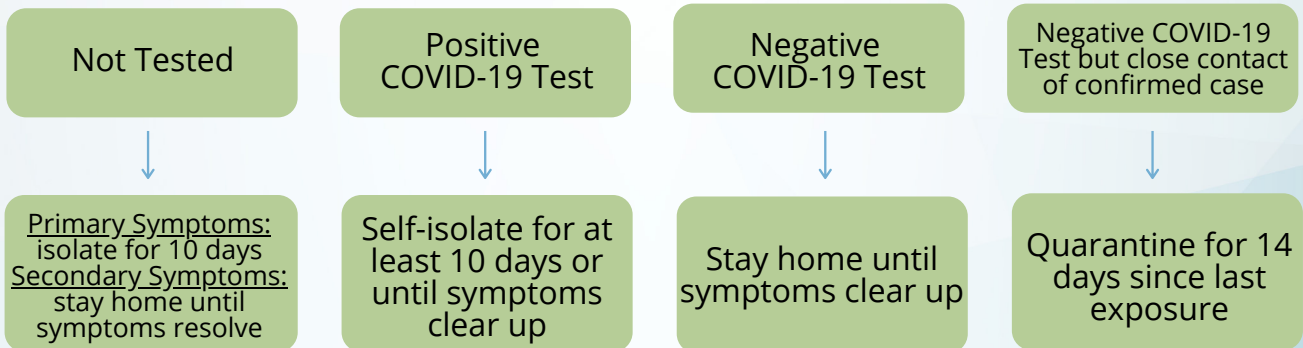 Not Tested
Positive
COVID-19 Test
Negative
COVID-19 Test
Negative COVID-19
Test but close contact
of confirmed case
Primary Symptoms:
isolate for 10 days
Secondary Symptoms:
stay home until
symptoms resolve
Self-isolate for at
least 10 days or
until symptoms
clear up
Stay home until
symptoms clear up
Quarantine for 14
days since last
exposure